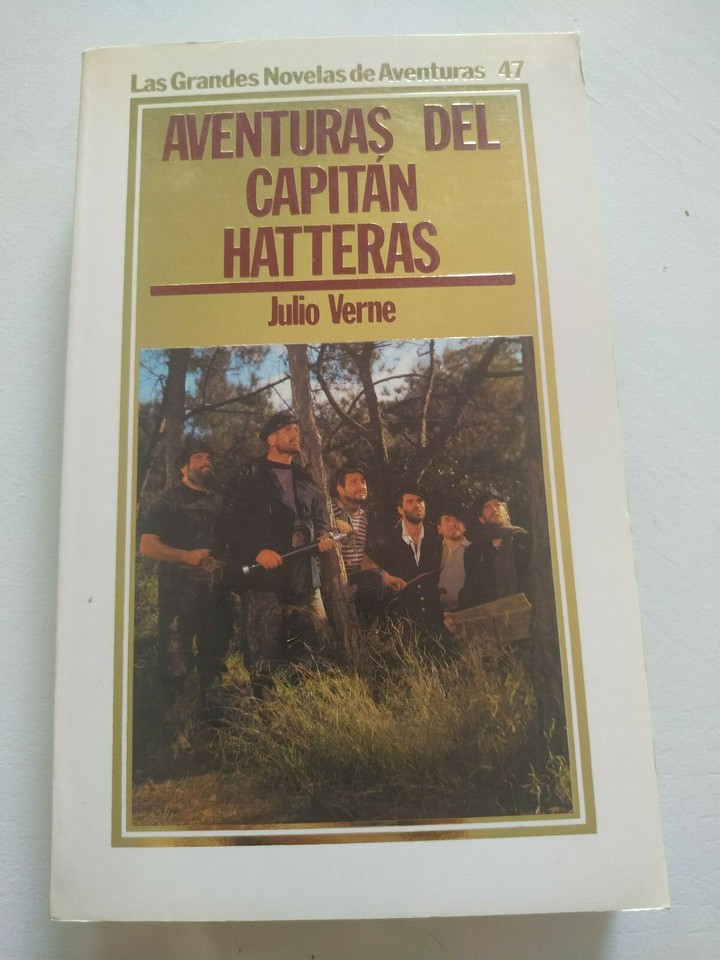 Las Grandes Novelas de Aventuras 47
AVENTURAS DEL
CAPITÁN
HATTERAS
Julio Verne